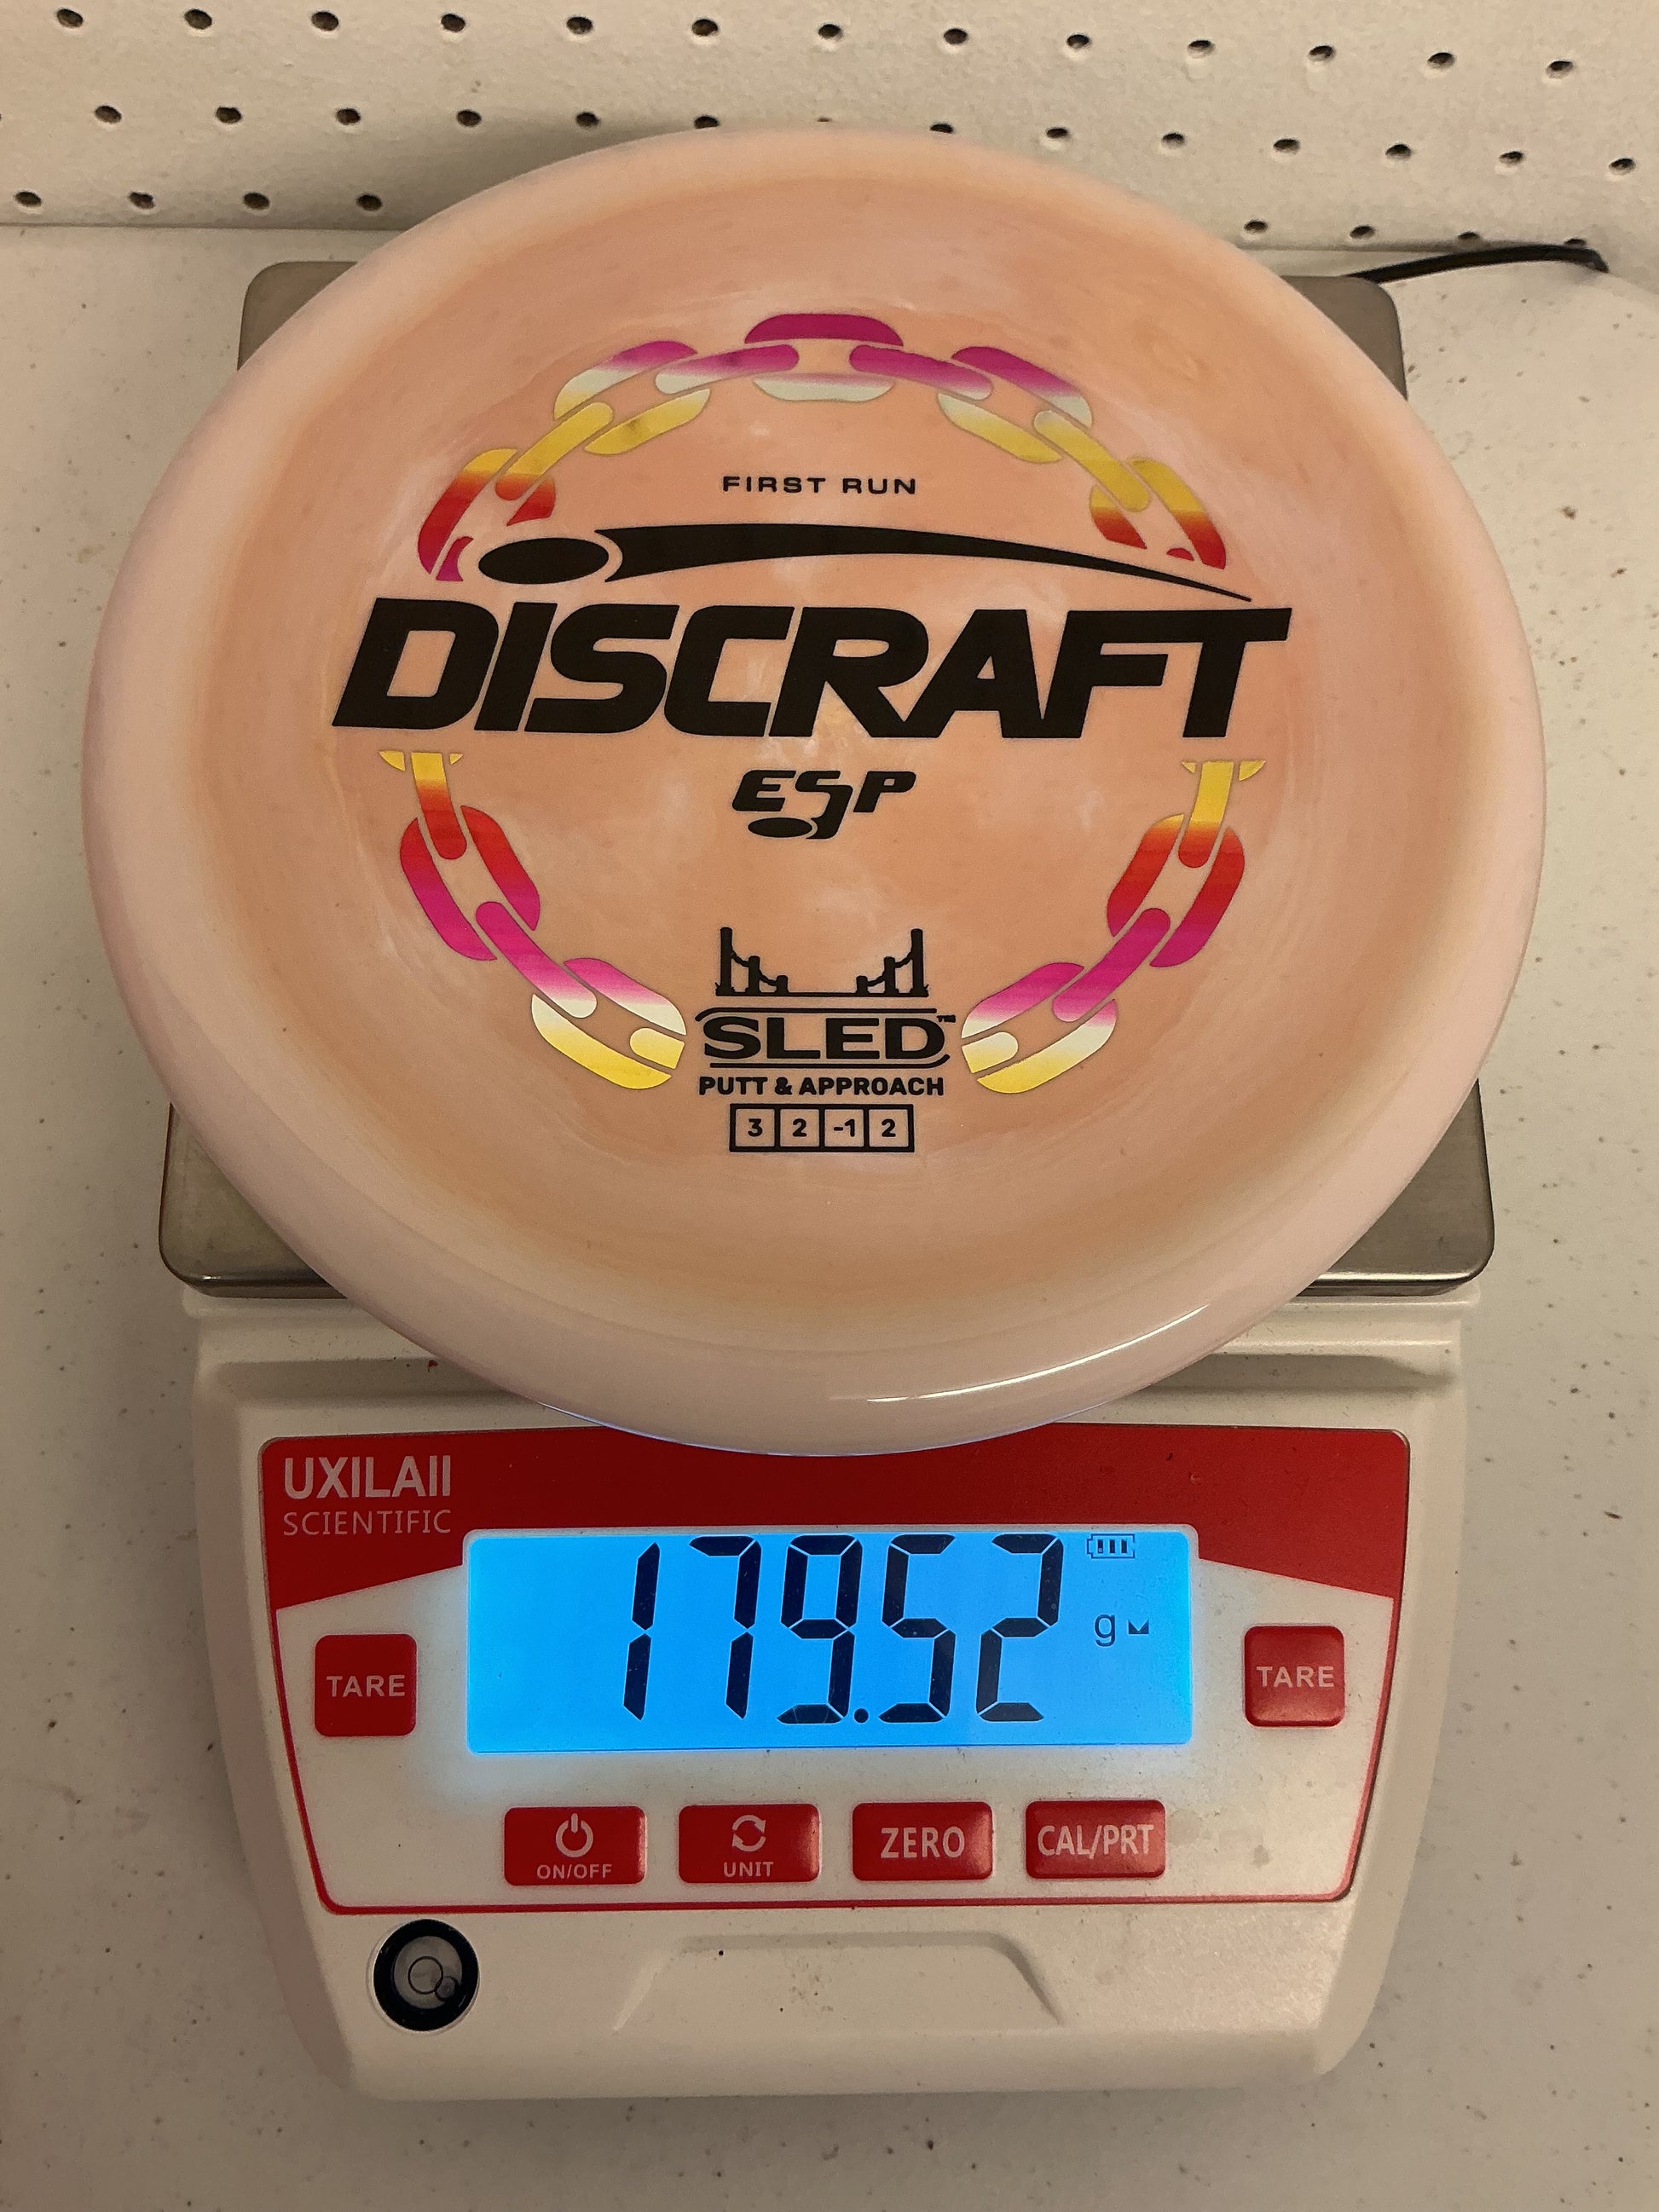 FIRST RUN
DISCRAFT
ESP
SLED™
PUTT & APPROACH
3 2 -1 2
UXILAII
SCIENTIFIC
179.52 g
TARE
TARE
ON/OFF
UNIT
ZERO
CAL/PRT